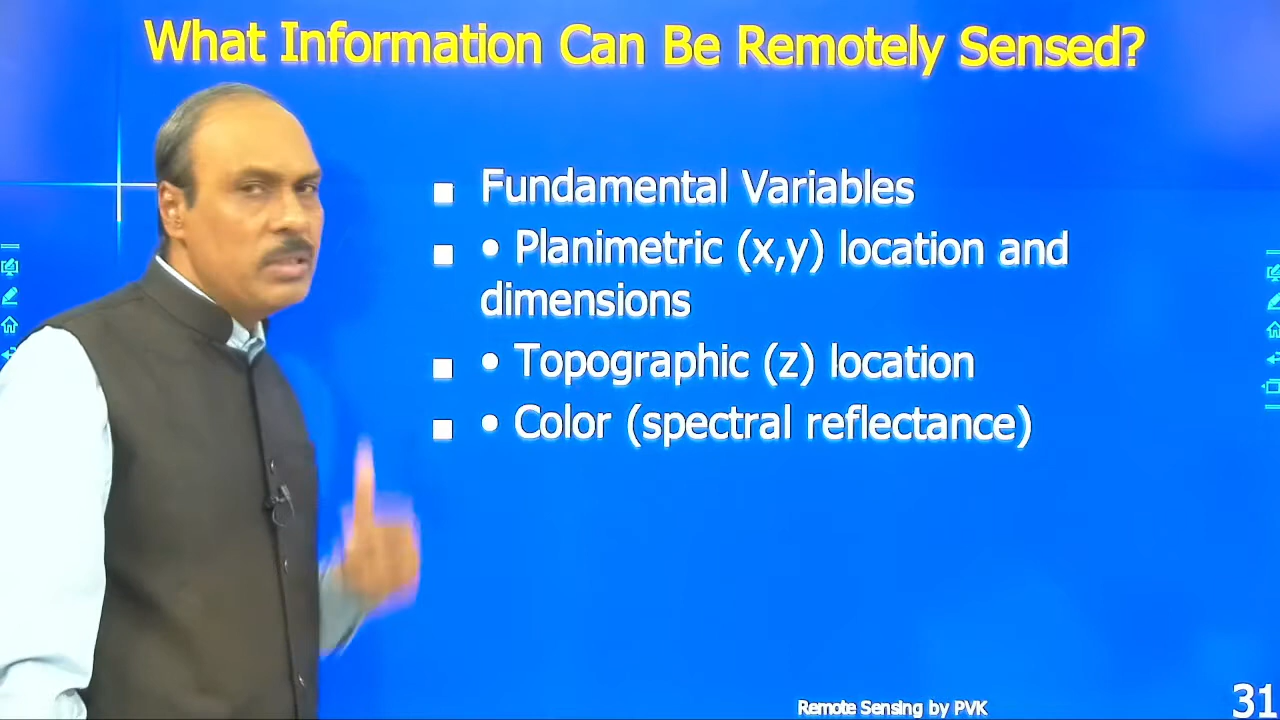 What Information Can Be Remotely Sensed?
Fundamental Variables
• Planimetric (x,y) location and
dimensions
• Topographic (z) location
• Color (spectral reflectance)
Remote Sensing by PVK
31